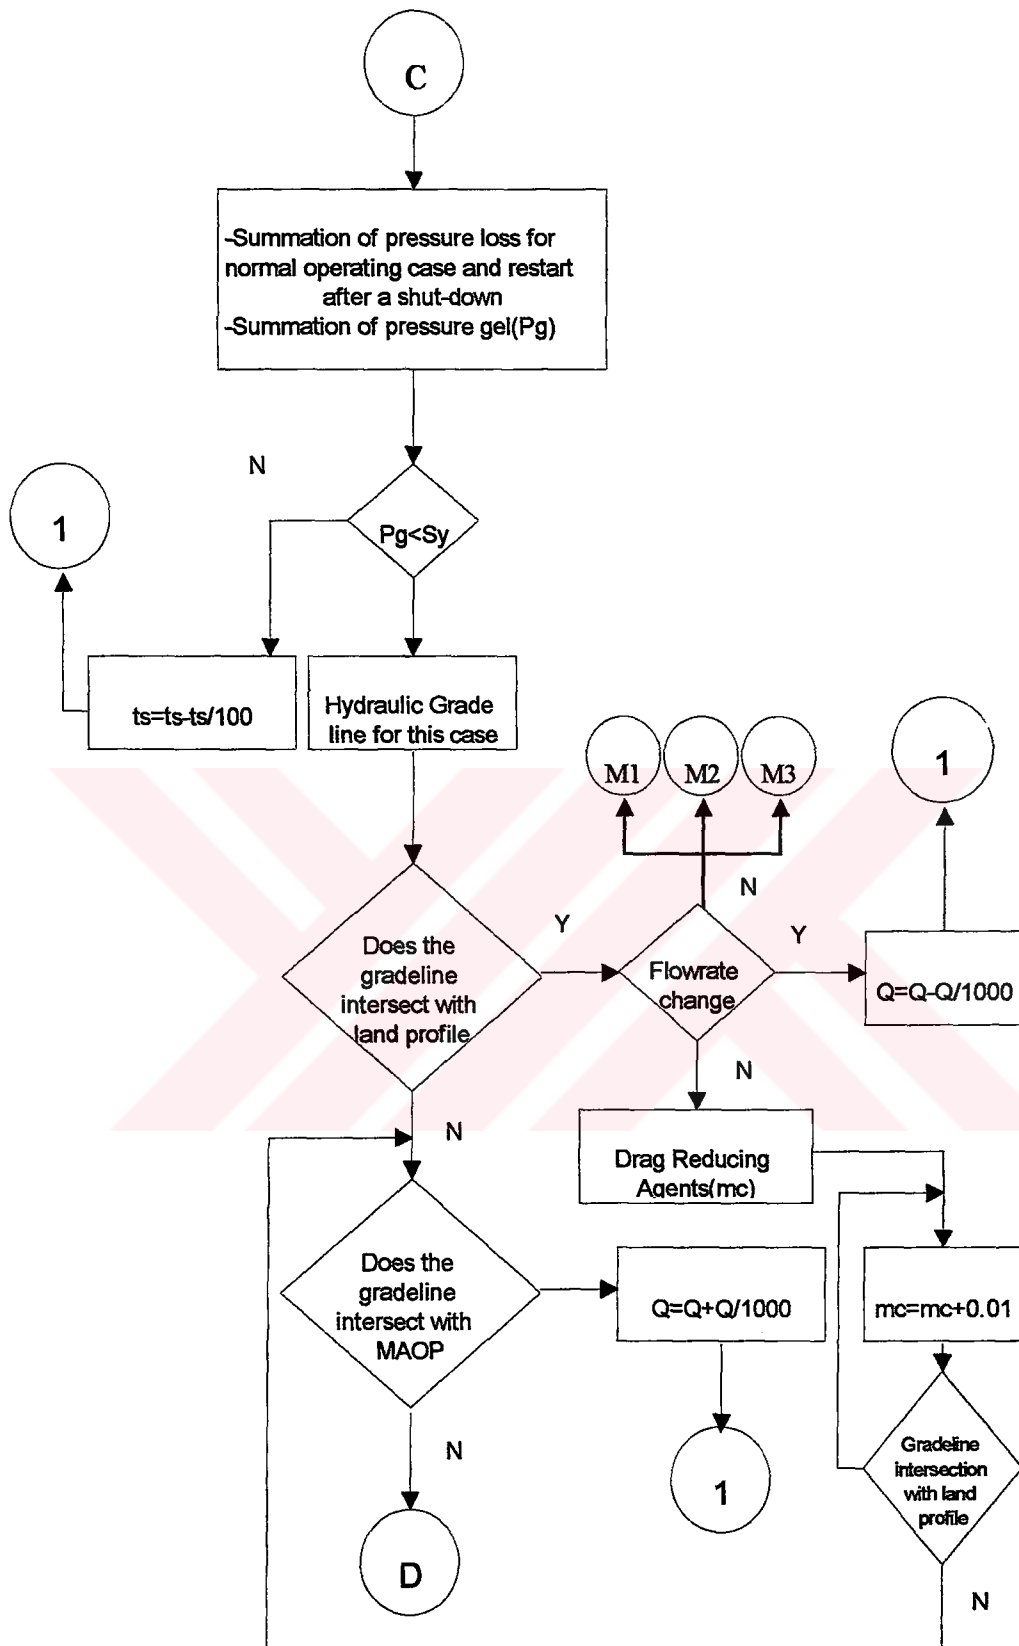 C
-Summation of pressure loss for
normal operating case and restart
after a shut-down
-Summation of pressure gel(Pg)
N
1
Pg<Sy
ts=ts-ts/100
Hydraulic Grade
line for this case
M1
M2
M3
1
N
Y
Y
Does the
gradeline
intersect with
land profile
Flowrate
change
Q=Q-Q/1000
N
N
Drag Reducing
Agents(mc)
Does the
gradeline
intersect with
MAOP
Q=Q+Q/1000
mc=mc+0.01
N
1
Gradeline
intersection
with land
profile
D
N